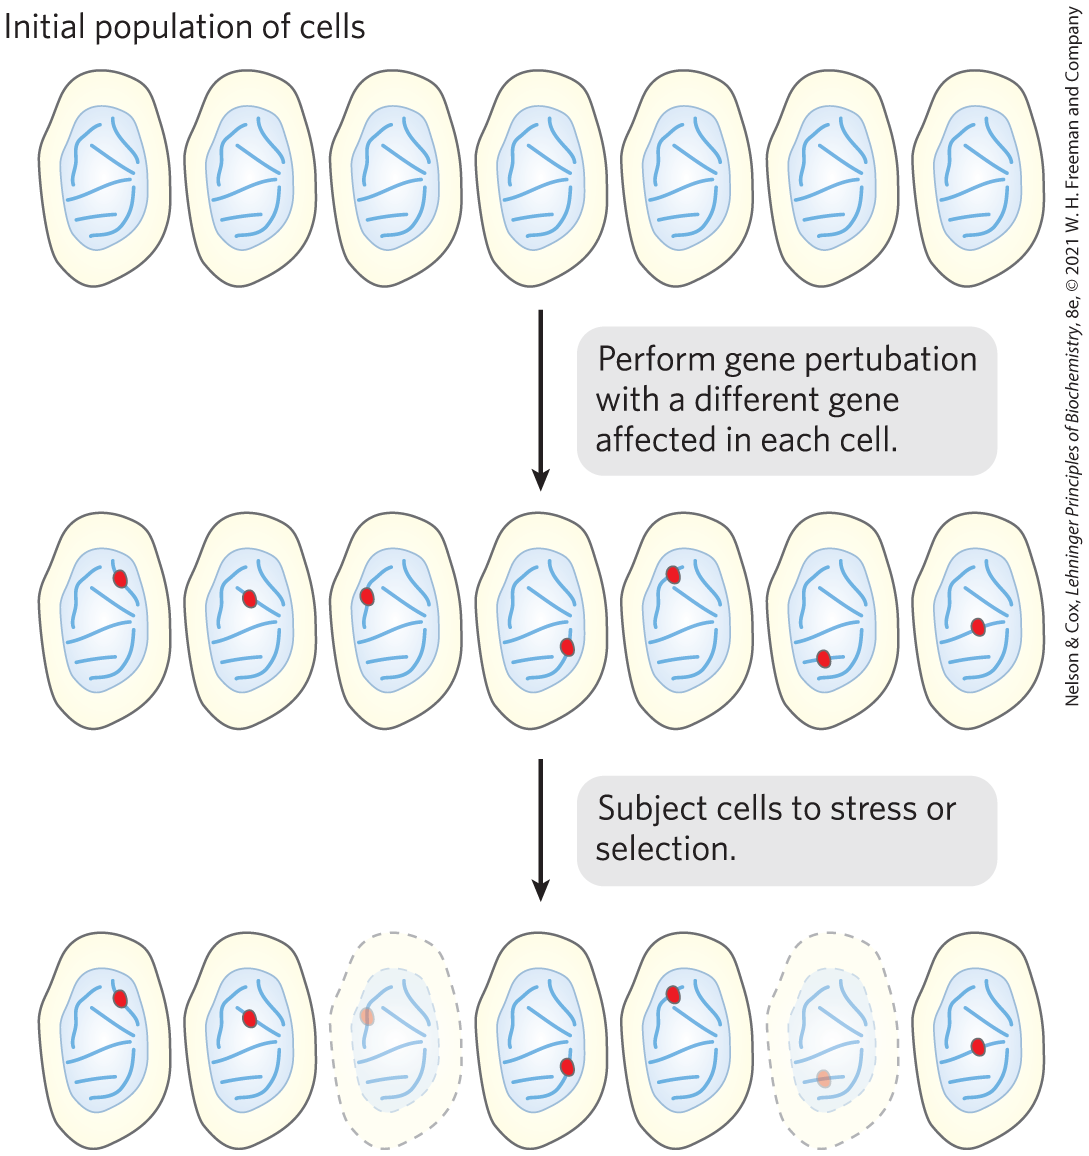 Initial population of cells
Perform gene pertubation
with a different gene
affected in each cell.
Subject cells to stress or
selection.
Nelson & Cox, Lehninger Principles of Biochemistry, 8e, © 2021 W. H. Freeman and Company